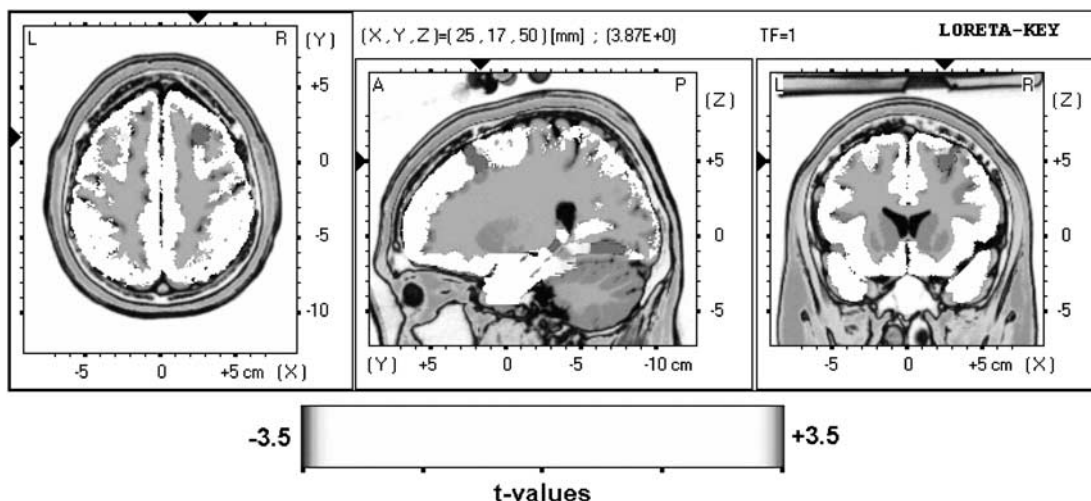 (X,Y,Z)=(25,17,50)[mm] ; (3.87E+0) TF=1 LORETA-KEY
L R (Y)
+5
0
-5
-10
-5 0 +5 cm (X)
A P (Z)
+5
0
-5
(Y) +5 0 -5 -10 cm
L R (Z)
+5
0
-5
-5 0 +5 cm (X)
-3.5 +3.5
t-values